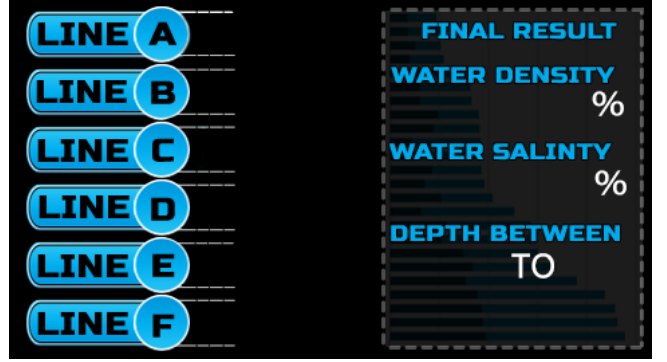 LINE A
LINE B
LINE C
LINE D
LINE E
LINE F
FINAL RESULT
WATER DENSITY
%
WATER SALINTY
%
DEPTH BETWEEN
TO